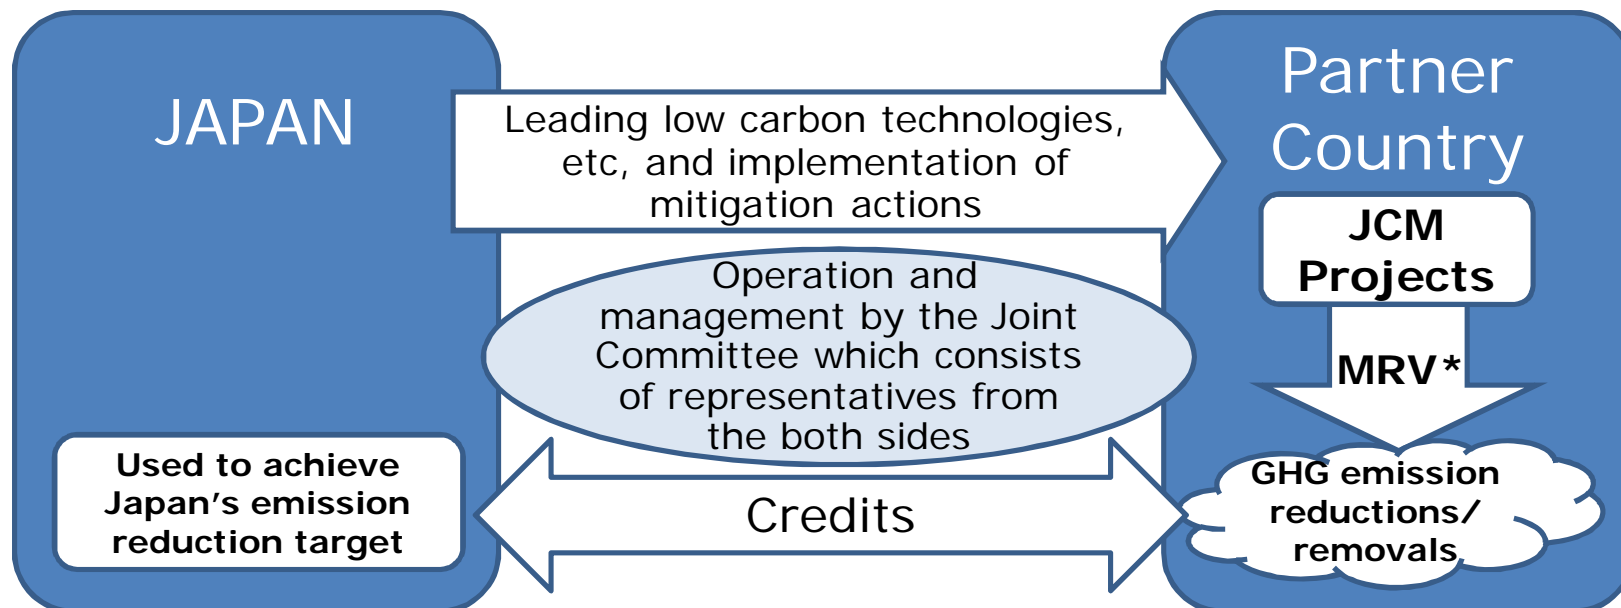 JAPAN
Leading low carbon technologies,
etc, and implementation of
mitigation actions
Partner
Country
JCM
Projects
Operation and
management by the Joint
Committee which consists
of representatives from
the both sides
MRV*
Used to achieve
Japan’s emission
reduction target
Credits
GHG emission
reductions/
removals